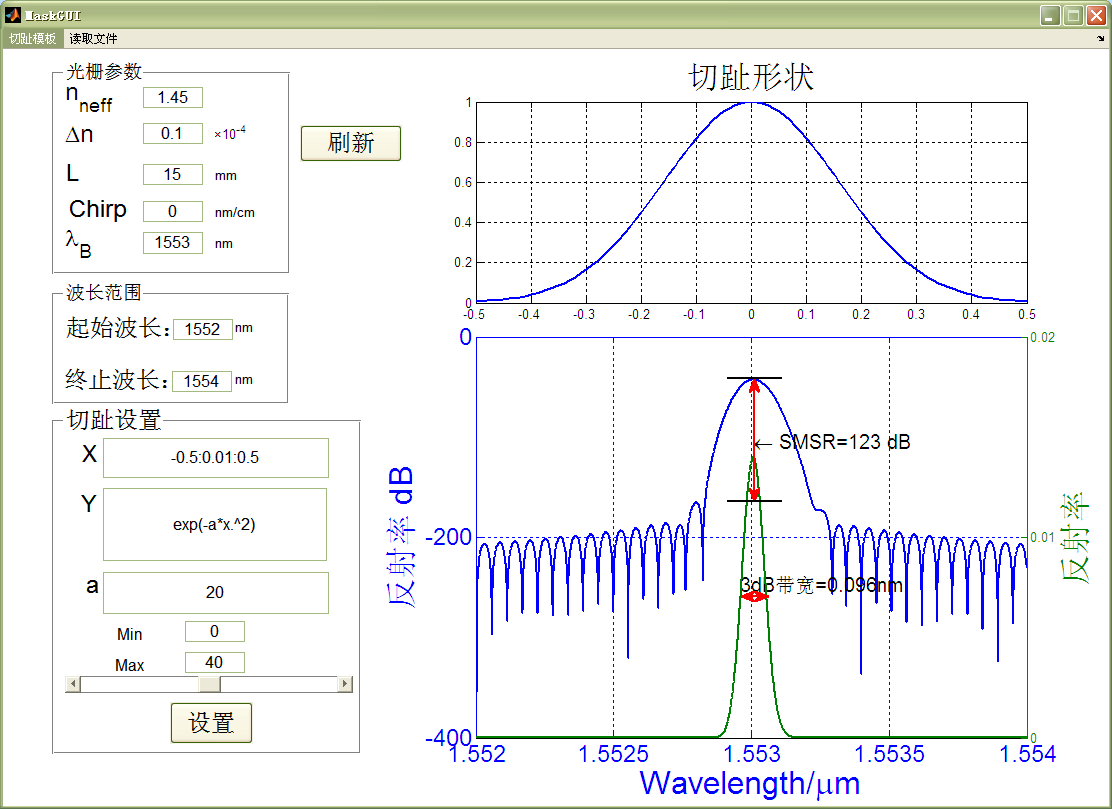 MaskGUI
切趾模板 读取文件
光栅参数
n neff 1.45
Δn 0.1 ×10-4
L 15 mm
Chirp 0 nm/cm
λB 1553 nm
刷新
波长范围
起始波长: 1552 nm
终止波长: 1554 nm
切趾设置
X -0.5:0.01:0.5
Y exp(-a*x.^2)
a 20
Min 0
Max 40
设置
切趾形状
1
0.8
0.6
0.4
0.2
0
-0.5 -0.4 -0.3 -0.2 -0.1 0 0.1 0.2 0.3 0.4 0.5
反射率 dB
0
-200
-400
← SMSR=123 dB
3dB带宽=0.096nm
0.02
0.01
0
反射率
1.552 1.5525 1.553 1.5535 1.554
Wavelength/μm